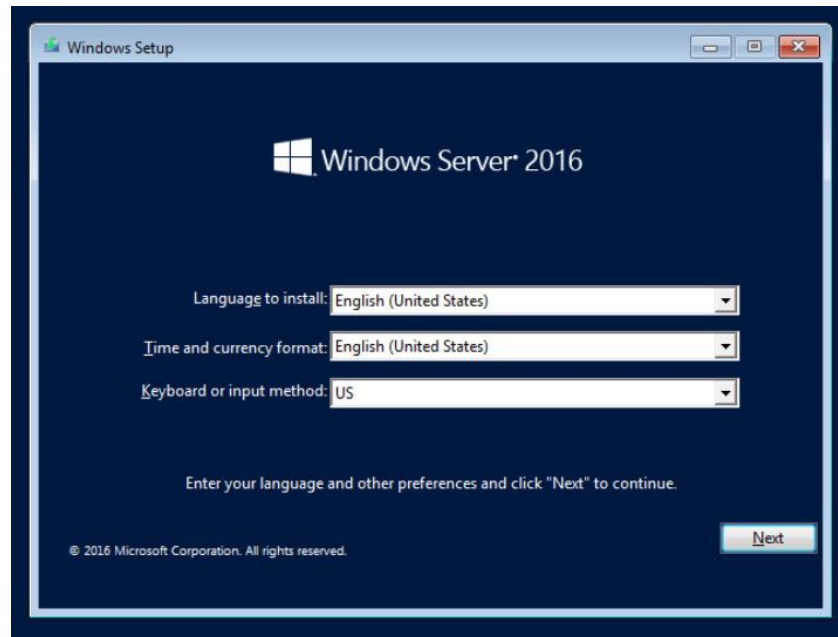 Windows Setup
Windows Server® 2016
Language to install: English (United States)
Time and currency format: English (United States)
Keyboard or input method: US
Enter your language and other preferences and click "Next" to continue.
Next
© 2016 Microsoft Corporation. All rights reserved.